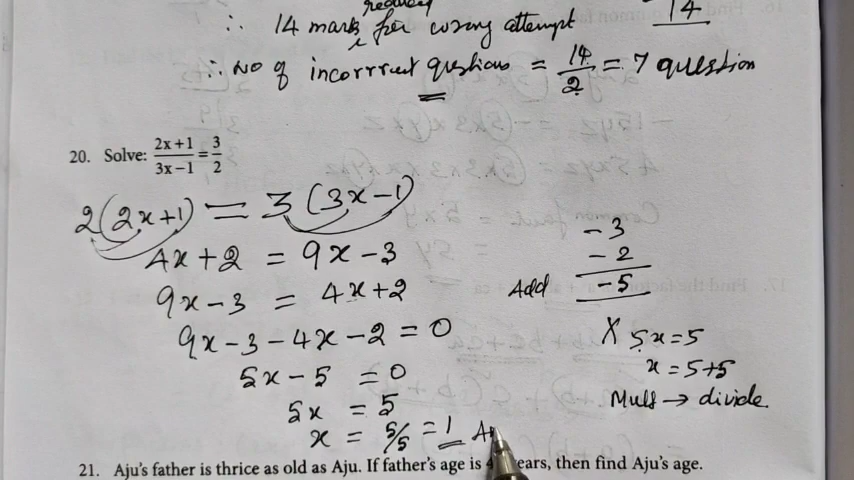 reduced 14
∴ 14 marks for wrong attempt
∴ No of incorrrect questions = 14/2 = 7 question
20. Solve: (2x+1)/(3x−1) = 3/2
2(2x+1) = 3(3x−1)
4x+2 = 9x−3
9x−3 = 4x+2
9x−3−4x−2 = 0
5x−5 = 0
5x = 5
x = 5/5 = 1 A
−3
−2
Add −5
X 5x = 5
x = 5+5
Mult → divide
21. Aju's father is thrice as old as Aju. If father's age is ears, then find Aju's age.